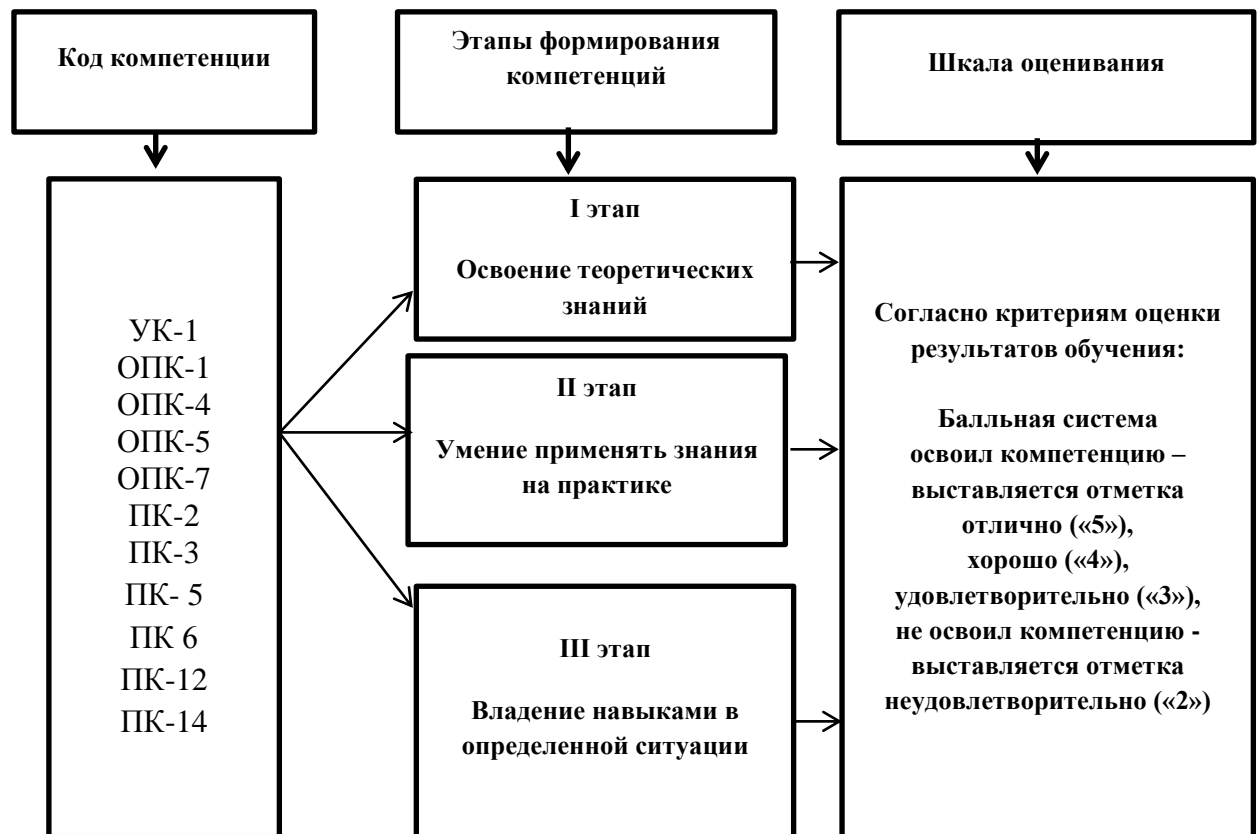 Код компетенции
Этапы формирования
компетенций
Шкала оценивания
УК-1
ОПК-1
ОПК-4
ОПК-5
ОПК-7
ПК-2
ПК-3
ПК- 5
ПК 6
ПК-12
ПК-14
I этап
Освоение теоретических
знаний
II этап
Умение применять знания
на практике
III этап
Владение навыками в
определенной ситуации
Согласно критериям оценки
результатов обучения:
Балльная система
освоил компетенцию –
выставляется отметка
отлично («5»),
хорошо («4»),
удовлетворительно («3»),
не освоил компетенцию -
выставляется отметка
неудовлетворительно («2»)